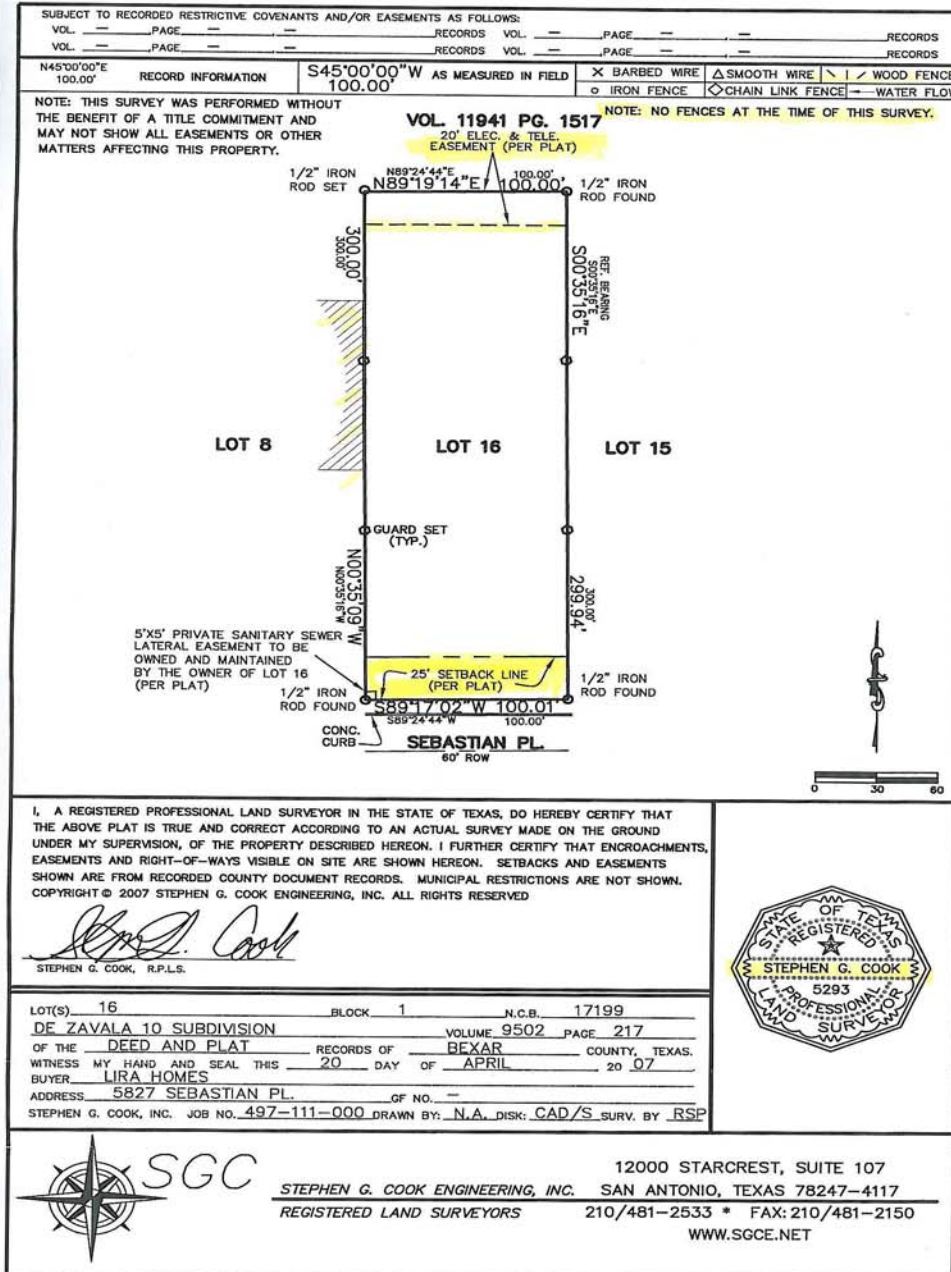 SUBJECT TO RECORDED RESTRICTIVE COVENANTS AND/OR EASEMENTS AS FOLLOWS:
VOL. — ,PAGE — , — RECORDS VOL. — ,PAGE — , — RECORDS
VOL. — ,PAGE — , — RECORDS VOL. — ,PAGE — , — RECORDS
N45°00'00"E
100.00'
RECORD INFORMATION
S45°00'00"W AS MEASURED IN FIELD
100.00'
X BARBED WIRE △ SMOOTH WIRE \ | / WOOD FENCE
o IRON FENCE ◇ CHAIN LINK FENCE — WATER FLOW
NOTE: THIS SURVEY WAS PERFORMED WITHOUT
THE BENEFIT OF A TITLE COMMITMENT AND
MAY NOT SHOW ALL EASEMENTS OR OTHER
MATTERS AFFECTING THIS PROPERTY.
NOTE: NO FENCES AT THE TIME OF THIS SURVEY.
VOL. 11941 PG. 1517
20' ELEC. & TELE.
EASEMENT (PER PLAT)
1/2" IRON
ROD SET
N89°24'44"E 100.00'
N89°19'14"E 100.00'
1/2" IRON
ROD FOUND
300.00'
300.00'
REF. BEARING
S00°35'16"E
S00°35'16"E
LOT 8
LOT 16
LOT 15
GUARD SET
(TYP.)
N00°35'09"W
N00°35'16"W
300.00'
299.94'
5'X5' PRIVATE SANITARY SEWER
LATERAL EASEMENT TO BE
OWNED AND MAINTAINED
BY THE OWNER OF LOT 16
(PER PLAT)
25' SETBACK LINE
(PER PLAT)
1/2" IRON
ROD FOUND
1/2" IRON
ROD FOUND
S89°17'02"W 100.01'
S89°24'44"W 100.00'
CONC.
CURB
SEBASTIAN PL.
60' ROW
0 30 60
I, A REGISTERED PROFESSIONAL LAND SURVEYOR IN THE STATE OF TEXAS, DO HEREBY CERTIFY THAT
THE ABOVE PLAT IS TRUE AND CORRECT ACCORDING TO AN ACTUAL SURVEY MADE ON THE GROUND
UNDER MY SUPERVISION, OF THE PROPERTY DESCRIBED HEREON. I FURTHER CERTIFY THAT ENCROACHMENTS,
EASEMENTS AND RIGHT-OF-WAYS VISIBLE ON SITE ARE SHOWN HEREON. SETBACKS AND EASEMENTS
SHOWN ARE FROM RECORDED COUNTY DOCUMENT RECORDS. MUNICIPAL RESTRICTIONS ARE NOT SHOWN.
COPYRIGHT © 2007 STEPHEN G. COOK ENGINEERING, INC. ALL RIGHTS RESERVED
STEPHEN G. COOK, R.P.L.S.
STATE OF TEXAS
REGISTERED
STEPHEN G. COOK
5293
PROFESSIONAL
LAND SURVEYOR
LOT(S) 16 BLOCK 1 N.C.B. 17199
DE ZAVALA 10 SUBDIVISION VOLUME 9502 PAGE 217
OF THE DEED AND PLAT RECORDS OF BEXAR COUNTY, TEXAS.
WITNESS MY HAND AND SEAL THIS 20 DAY OF APRIL 20 07
BUYER LIRA HOMES
ADDRESS 5827 SEBASTIAN PL. GF NO. —
STEPHEN G. COOK, INC. JOB NO. 497-111-000 DRAWN BY: N.A. DISK: CAD/S SURV. BY RSP
SGC
STEPHEN G. COOK ENGINEERING, INC.
REGISTERED LAND SURVEYORS
12000 STARCREST, SUITE 107
SAN ANTONIO, TEXAS 78247-4117
210/481-2533 * FAX: 210/481-2150
WWW.SGCE.NET